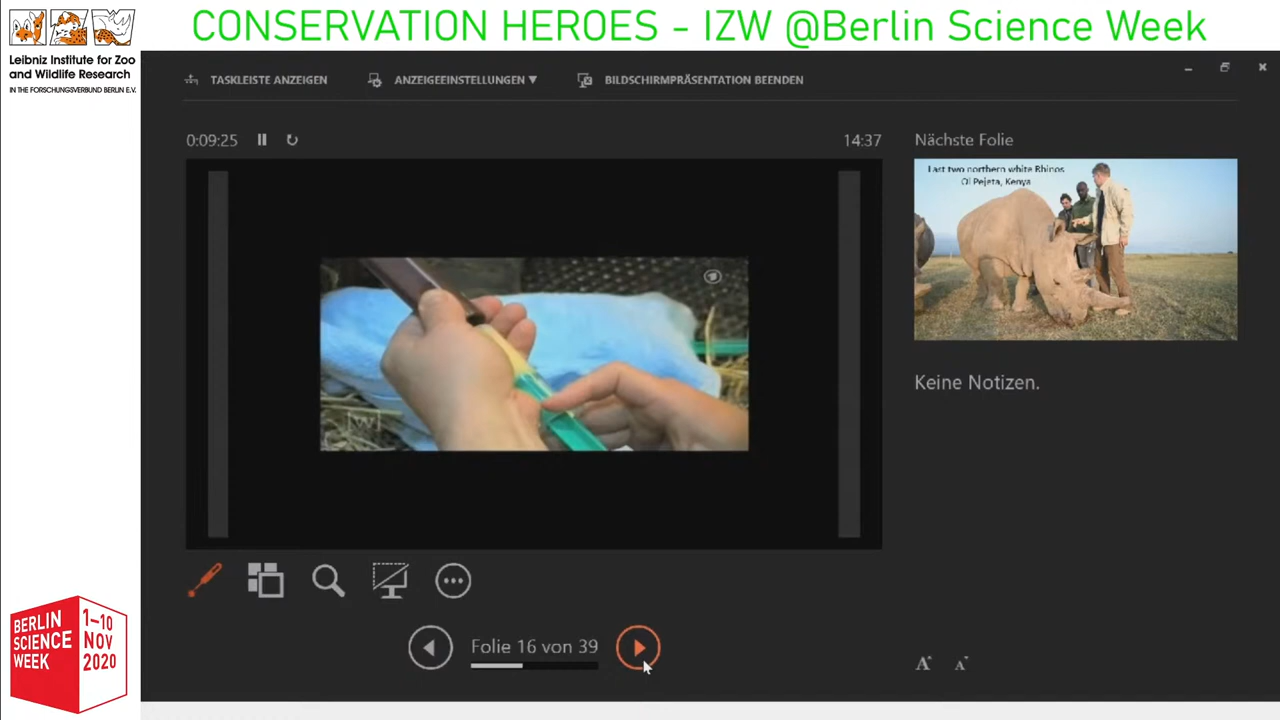 CONSERVATION HEROES - IZW @Berlin Science Week
Leibniz Institute for Zoo
and Wildlife Research
IN THE FORSCHUNGSVERBUND BERLIN E.V.
TASKLEISTE ANZEIGEN
ANZEIGEEINSTELLUNGEN
BILDSCHIRMPRÄSENTATION BEENDEN
0:09:25
14:37
Nächste Folie
Last two northern white Rhinos
Ol Pejeta, Kenya
Keine Notizen.
Folie 16 von 39
A
A
BERLIN
SCIENCE
WEEK
1–10
NOV
2020